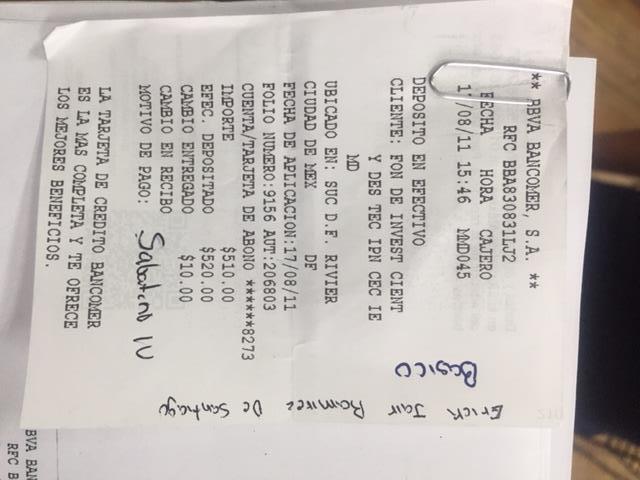 ** BBVA BANCOMER, S.A. **
RFC BBA830831LJ2
FECHA HORA CAJERO
17/08/11 15:46 MMD045
DEPOSITO EN EFECTIVO
CLIENTE: FON DE INVEST CIENT
Y DES TEC IPN CEC IE
MD
UBICADO EN: SUC D.F. RIVIER
CIUDAD DE MEX DF
FECHA DE APLICACION:17/08/11
FOLIO NUMERO:9156 AUT:206803
CUENTA/TARJETA DE ABONO ******8273
IMPORTE $510.00
EFEC. DEPOSITADO $520.00
CAMBIO ENTREGADO $10.00
CAMBIO EN RECIBO
MOTIVO DE PAGO: Sabatino IV
LA TARJETA DE CREDITO BANCOMER
ES LA MAS COMPLETA Y TE OFRECE
LOS MEJORES BENEFICIOS.
BASICO
Erick Jair Ramirez De Santiago
BVA BAN
RFC B